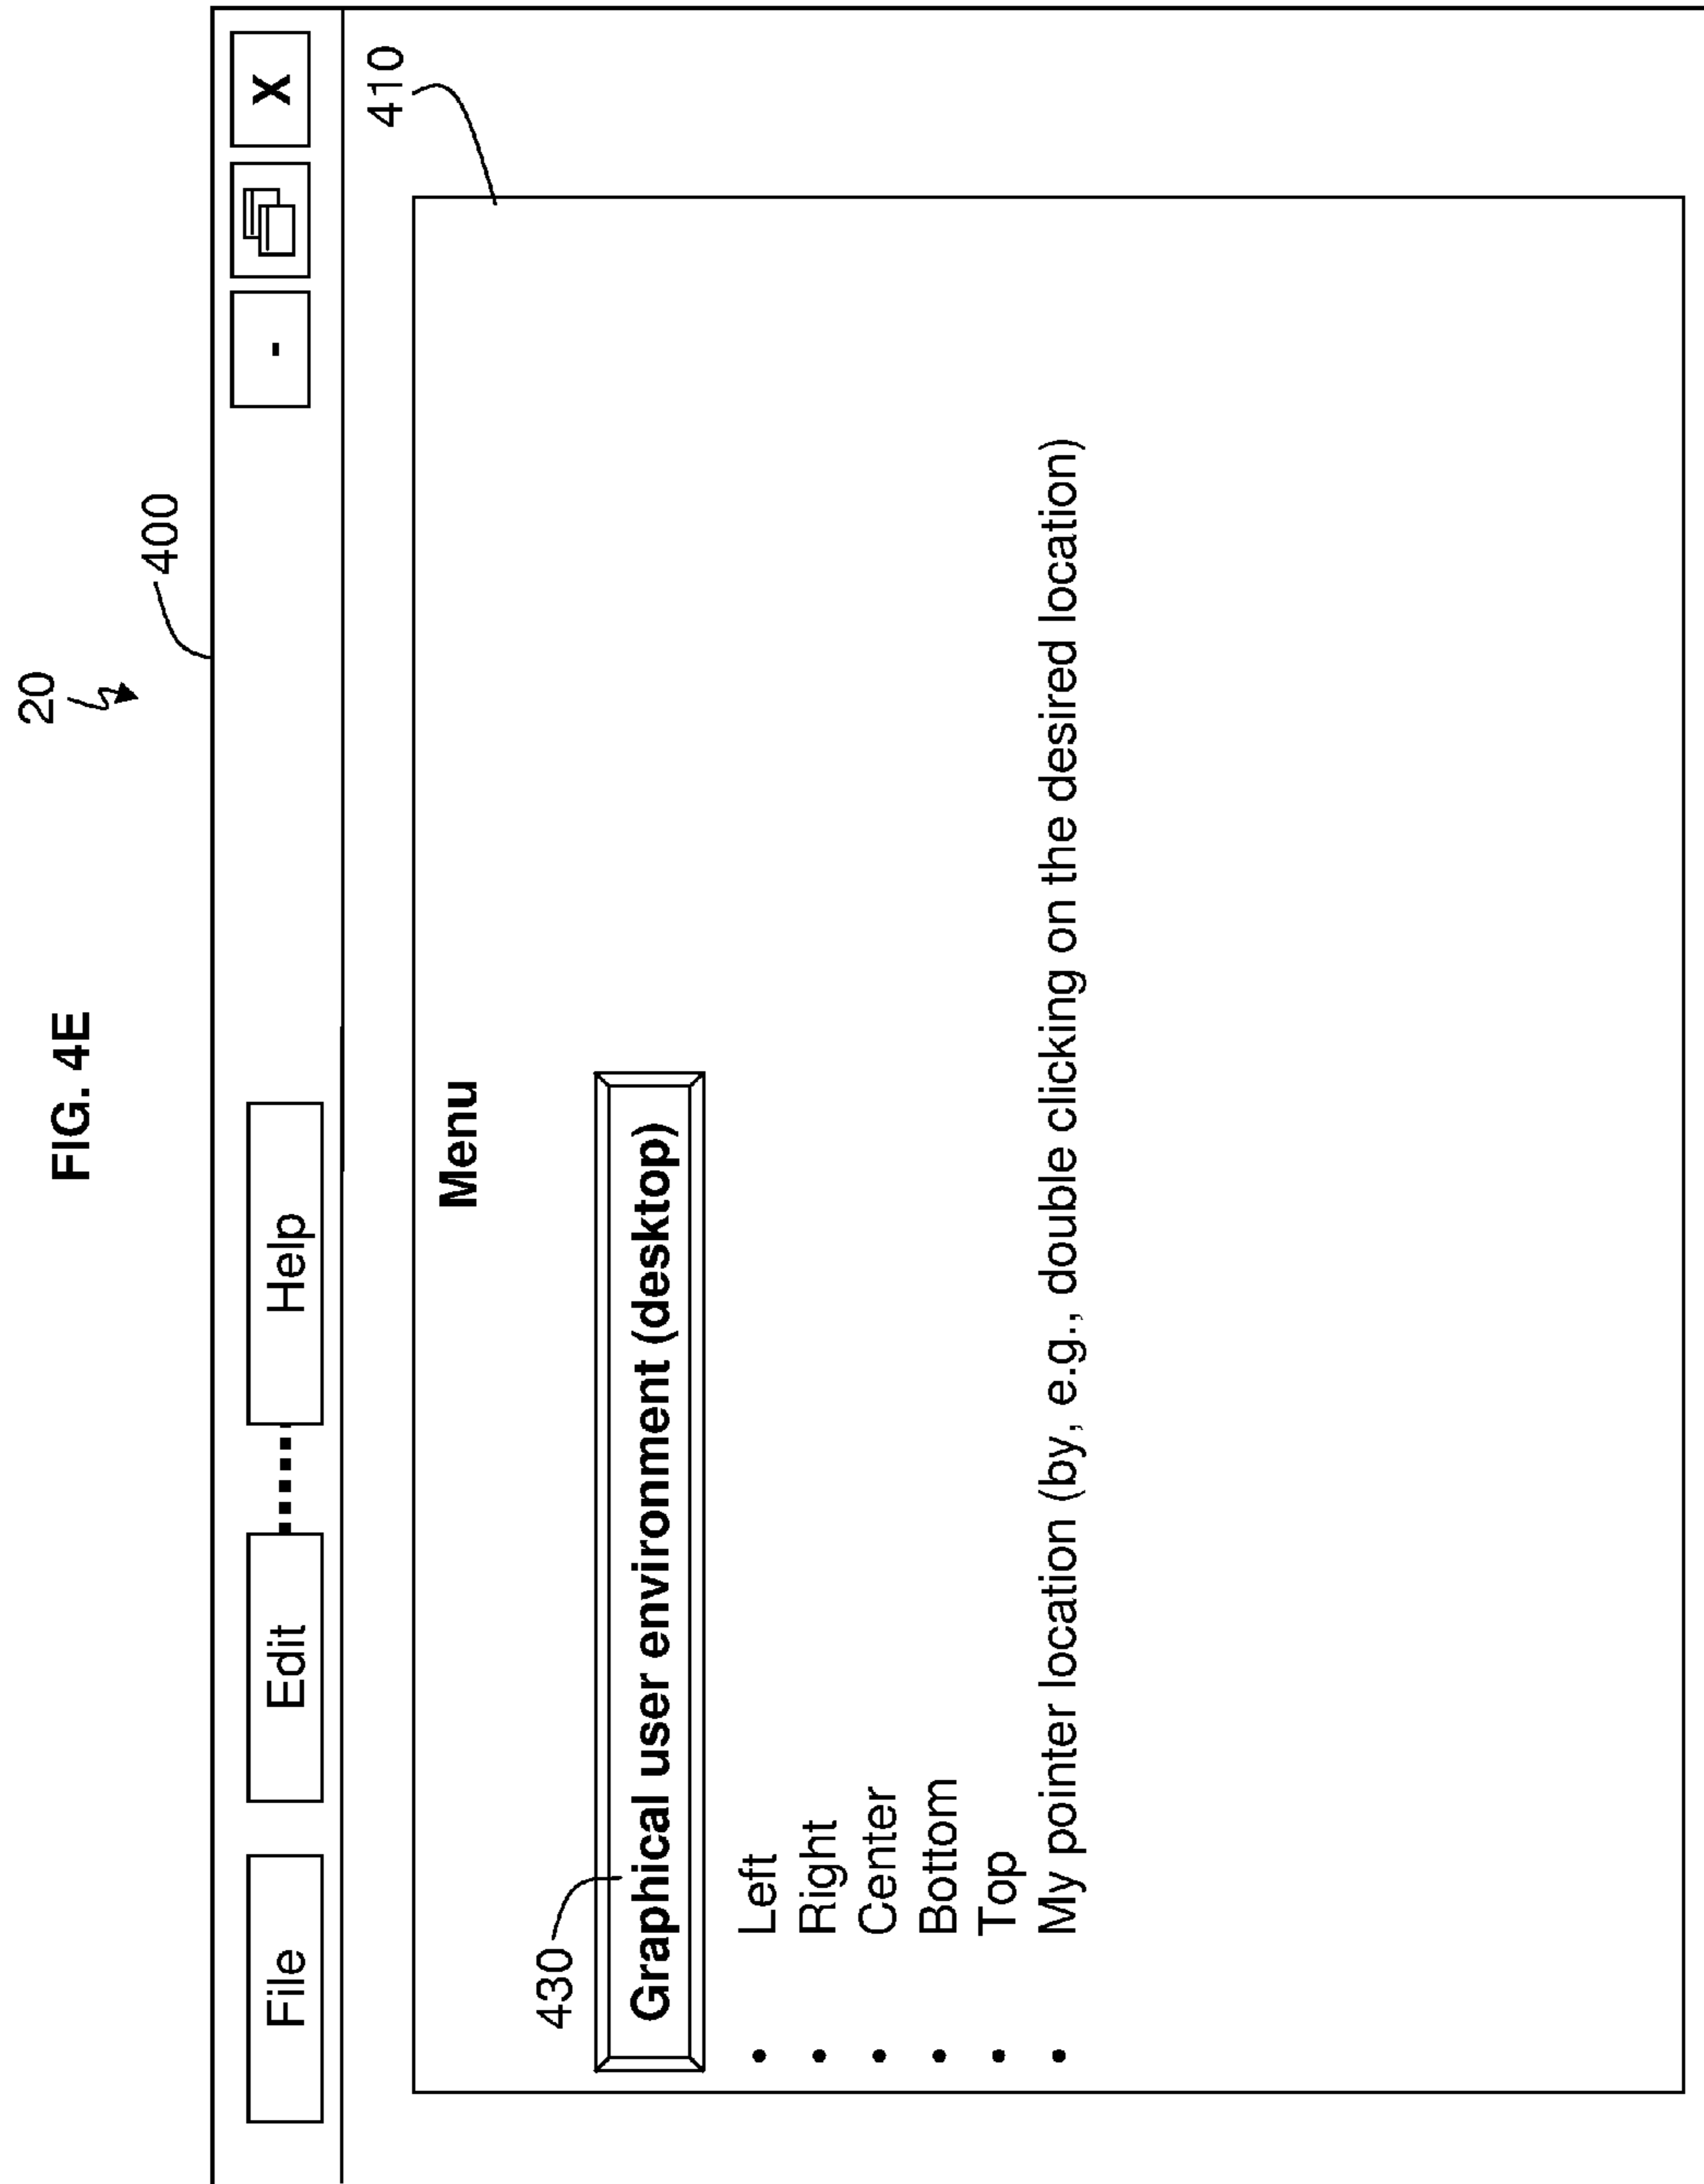 FIG. 4E
20
400
File Edit Help - X
410
Menu
430
Graphical user environment (desktop)
• Left
• Right
• Center
• Bottom
• Top
• My pointer location (by, e.g., double clicking on the desired location)